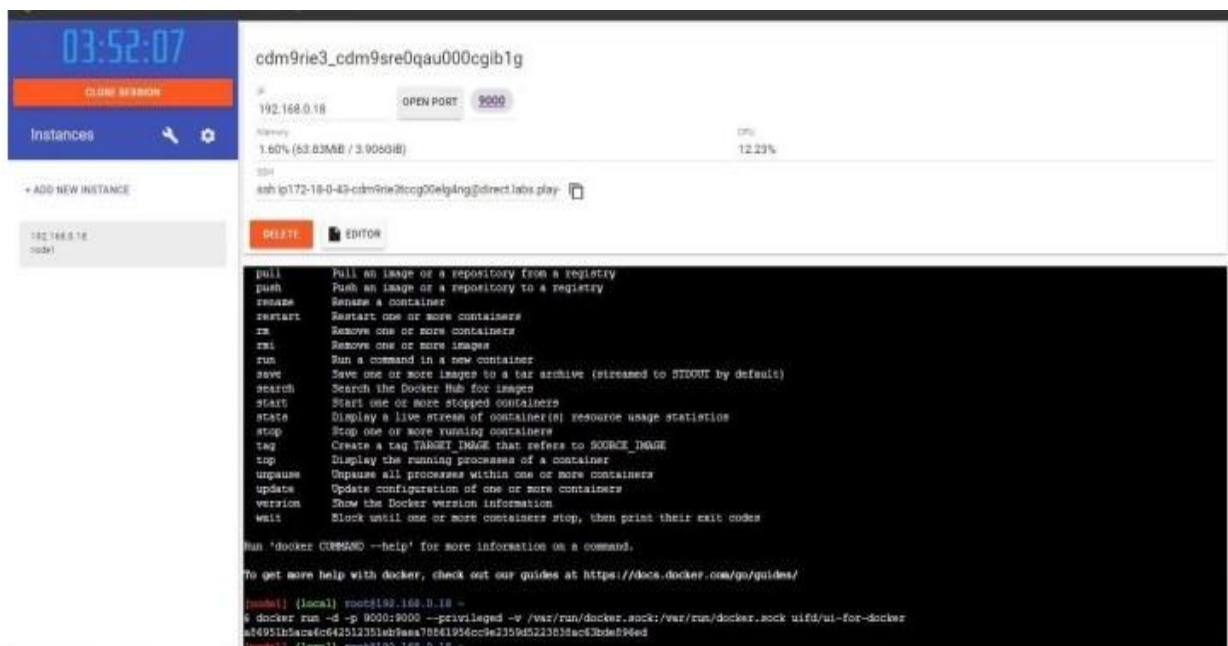 03:52:07
CLOSE SESSION
Instances
+ ADD NEW INSTANCE
192.168.0.18
node1
cdm9rie3_cdm9sre0qau000cgib1g
IP
192.168.0.18
OPEN PORT
9000
Memory
1.60% (63.83MiB / 3.906GiB)
CPU
12.23%
SSH
DELETE
EDITOR
pull Pull an image or a repository from a registry
push Push an image or a repository to a registry
rename Rename a container
restart Restart one or more containers
rm Remove one or more containers
rmi Remove one or more images
run Run a command in a new container
save Save one or more images to a tar archive (streamed to STDOUT by default)
search Search the Docker Hub for images
start Start one or more stopped containers
stats Display a live stream of container(s) resource usage statistics
stop Stop one or more running containers
tag Create a tag TARGET_IMAGE that refers to SOURCE_IMAGE
top Display the running processes of a container
unpause Unpause all processes within one or more containers
update Update configuration of one or more containers
version Show the Docker version information
wait Block until one or more containers stop, then print their exit codes
Run 'docker COMMAND --help' for more information on a command.
To get more help with docker, check out our guides at https://docs.docker.com/go/guides/
[node1] (local) root@192.168.0.18 ~
$ docker run -d -p 9000:9000 --privileged -v /var/run/docker.sock:/var/run/docker.sock uifd/ui-for-docker
[node1] (local) root@192.168.0.18 ~